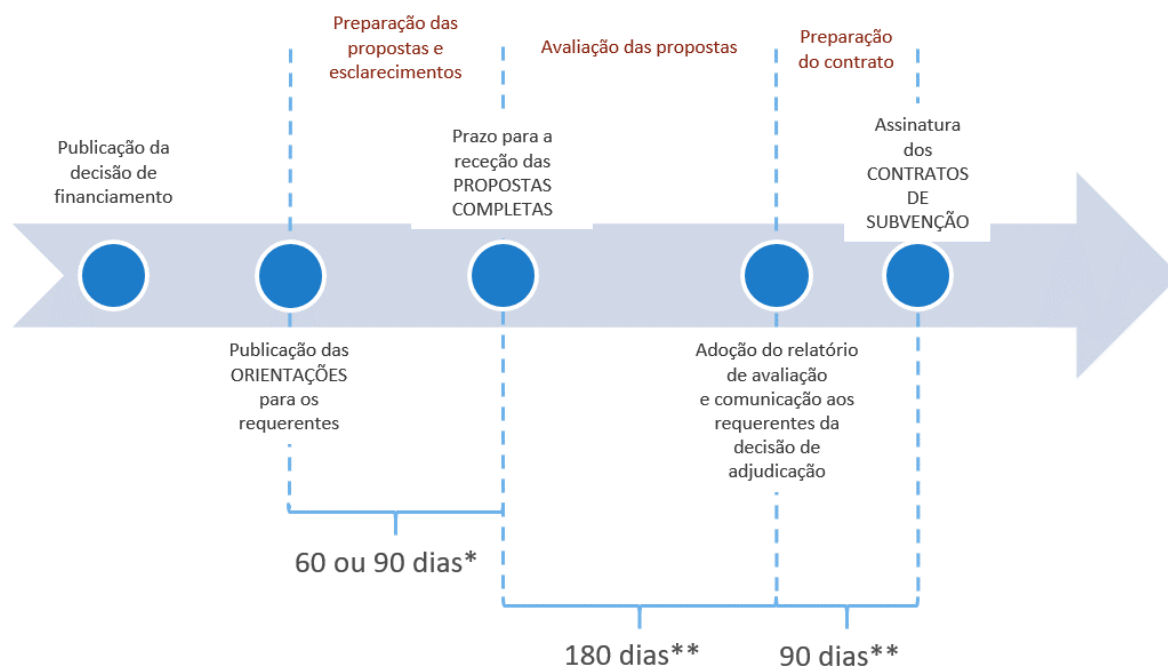 Preparação das
propostas e
esclarecimentos
Avaliação das propostas
Preparação
do contrato
Publicação da
decisão de
financiamento
Prazo para a
receção das
PROPOSTAS
COMPLETAS
Assinatura
dos
CONTRATOS
DE
SUBVENÇÃO
Publicação das
ORIENTAÇÕES
para os
requerentes
Adoção do relatório
de avaliação
e comunicação aos
requerentes da
decisão de
adjudicação
60 ou 90 dias*
180 dias**
90 dias**